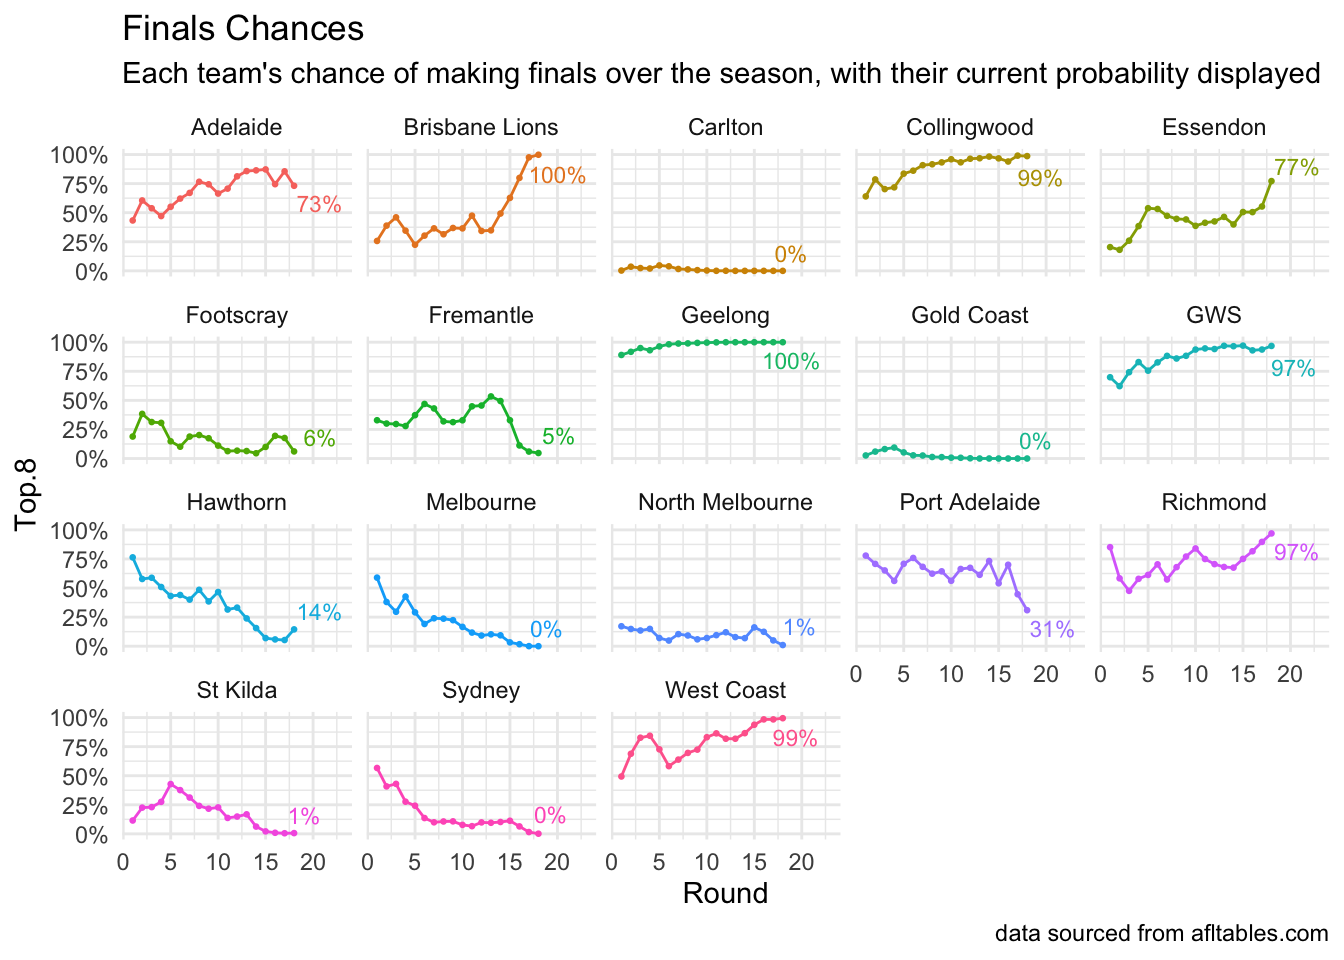 Finals Chances
Each team's chance of making finals over the season, with their current probability displayed
Adelaide Brisbane Lions Carlton Collingwood Essendon
100%
75%
50%
25%
0%
73% 100% 0% 99% 77%
Footscray Fremantle Geelong Gold Coast GWS
100%
75%
50%
25%
0%
6% 5% 100% 0% 97%
Top.8
Hawthorn Melbourne North Melbourne Port Adelaide Richmond
100%
75%
50%
25%
0%
14% 0% 1% 31% 97%
0 5 10 15 20 0 5 10 15 20
St Kilda Sydney West Coast
100%
75%
50%
25%
0%
1% 0% 99%
0 5 10 15 20 0 5 10 15 20 0 5 10 15 20
Round
data sourced from afltables.com